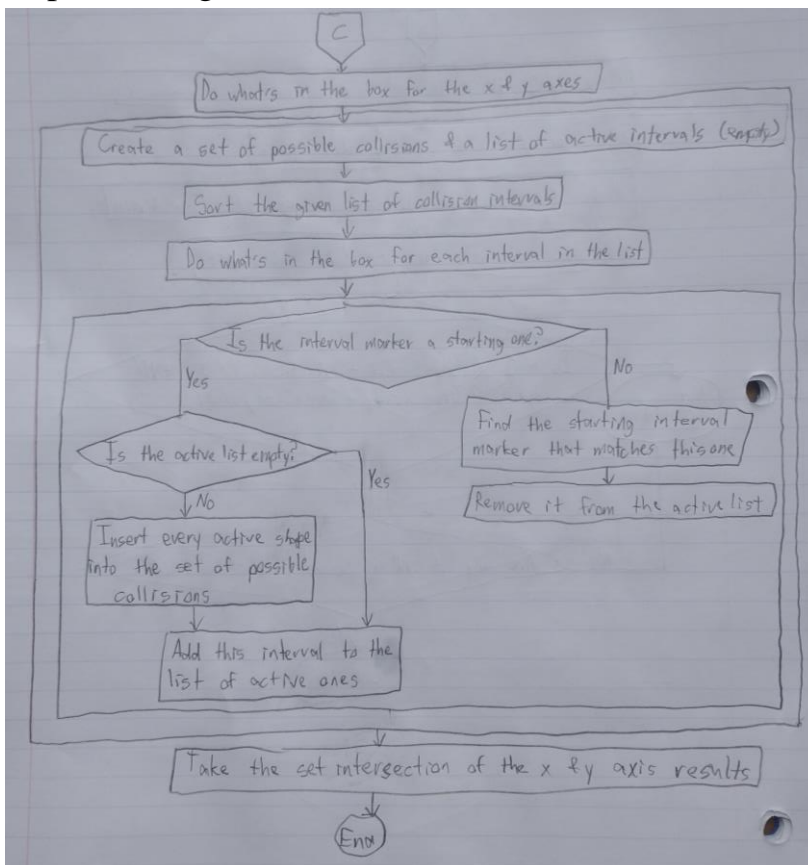 C
Do what's in the box for the x & y axes
Create a set of possible collisions & a list of active intervals (empty)
Sort the given list of collision intervals
Do what's in the box for each interval in the list
Is the interval marker a starting one?
Yes
No
Is the active list empty?
Find the starting interval
marker that matches this one
Yes
No
Remove it from the active list
Insert every active shape
into the set of possible
collisions
Add this interval to the
list of active ones
Take the set intersection of the x & y axis results
End